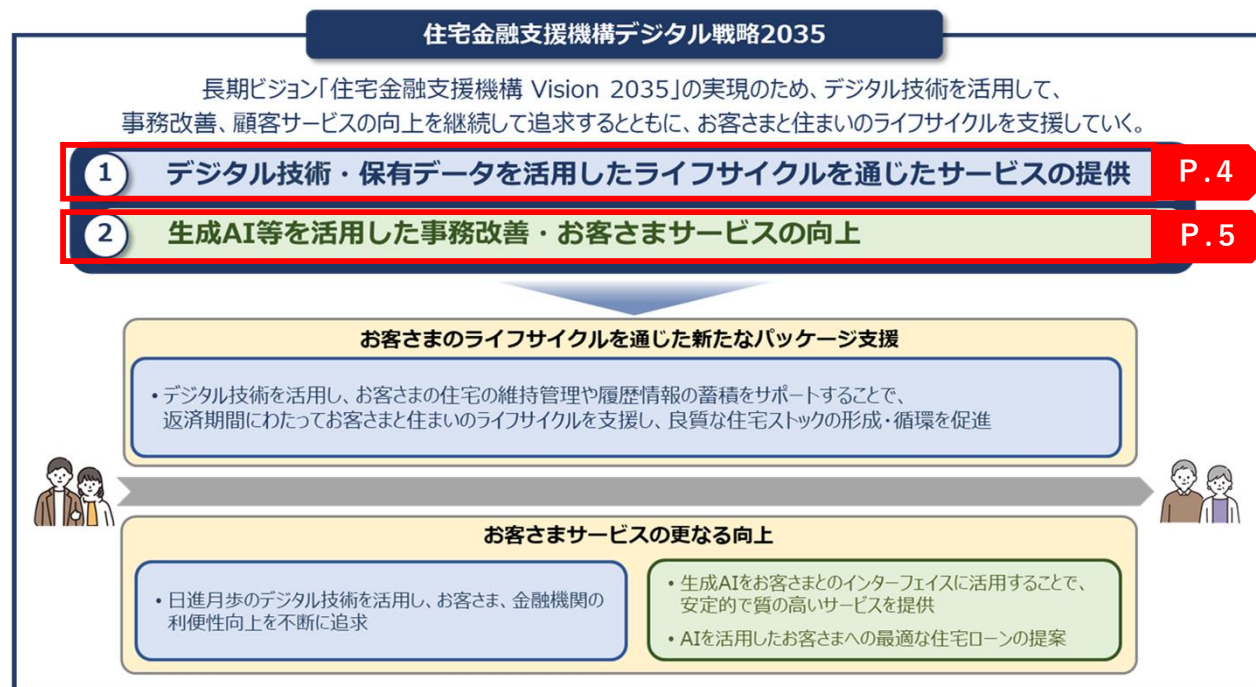 住宅金融支援機構デジタル戦略2035
長期ビジョン「住宅金融支援機構 Vision 2035」の実現のため、デジタル技術を活用して、
事務改善、顧客サービスの向上を継続して追求するとともに、お客さまと住まいのライフサイクルを支援していく。
1 デジタル技術・保有データを活用したライフサイクルを通じたサービスの提供 P.4
2 生成AI等を活用した事務改善・お客さまサービスの向上 P.5
お客さまのライフサイクルを通じた新たなパッケージ支援
・デジタル技術を活用し、お客さまの住宅の維持管理や履歴情報の蓄積をサポートすることで、
返済期間にわたってお客さまと住まいのライフサイクルを支援し、良質な住宅ストックの形成・循環を促進
お客さまサービスの更なる向上
・日進月歩のデジタル技術を活用し、お客さま、金融機関の
利便性向上を不断に追求
・生成AIをお客さまとのインターフェイスに活用することで、
安定的で質の高いサービスを提供
・AIを活用したお客さまへの最適な住宅ローンの提案